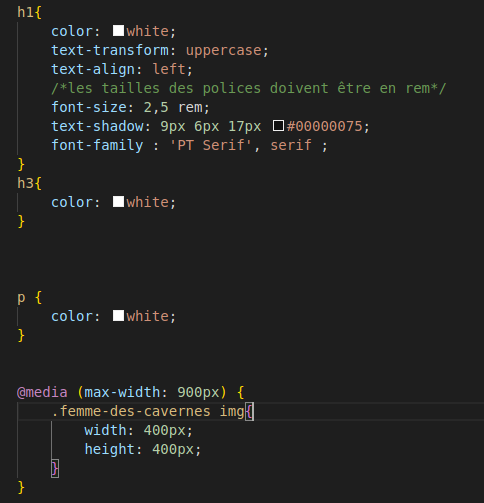 h1{
color: white;
text-transform: uppercase;
text-align: left;
/*les tailles des polices doivent être en rem*/
font-size: 2,5 rem;
text-shadow: 9px 6px 17px #00000075;
font-family : 'PT Serif', serif ;
}
h3{
color: white;
}
p {
color: white;
}
@media (max-width: 900px) {
.femme-des-cavernes img{
width: 400px;
height: 400px;
}
}